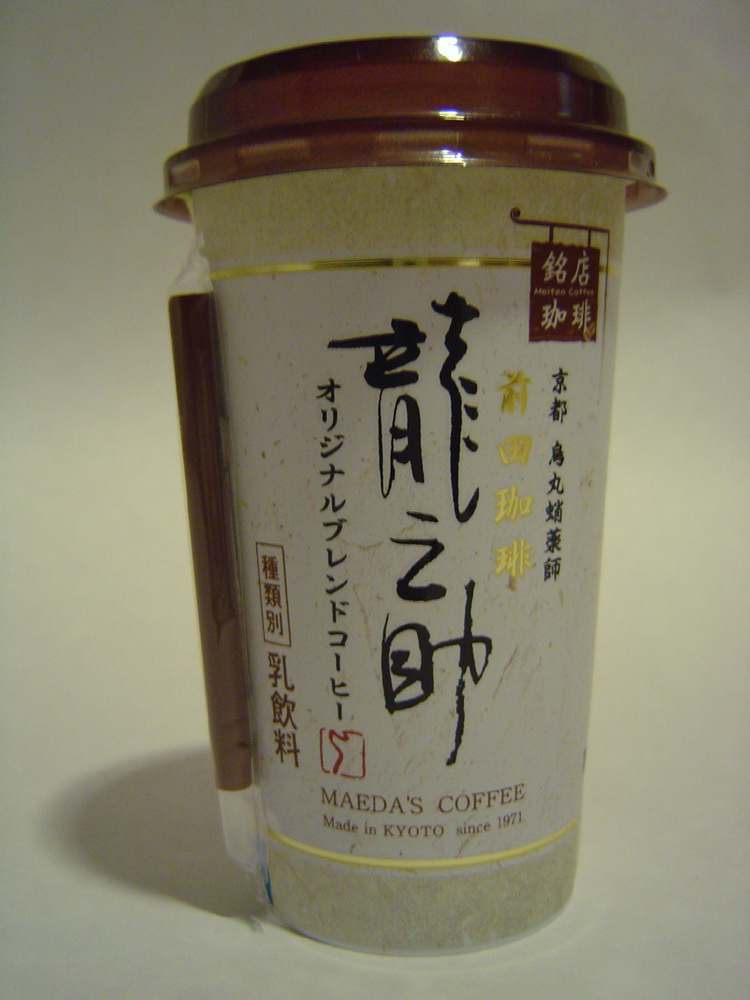 銘店
Meiten Coffee
珈琲
京都 烏丸蛸薬師
前田珈琲
龍之助
オリジナルブレンドコーヒー
種類別 乳飲料
MAEDA'S COFFEE
Made in KYOTO since 1971